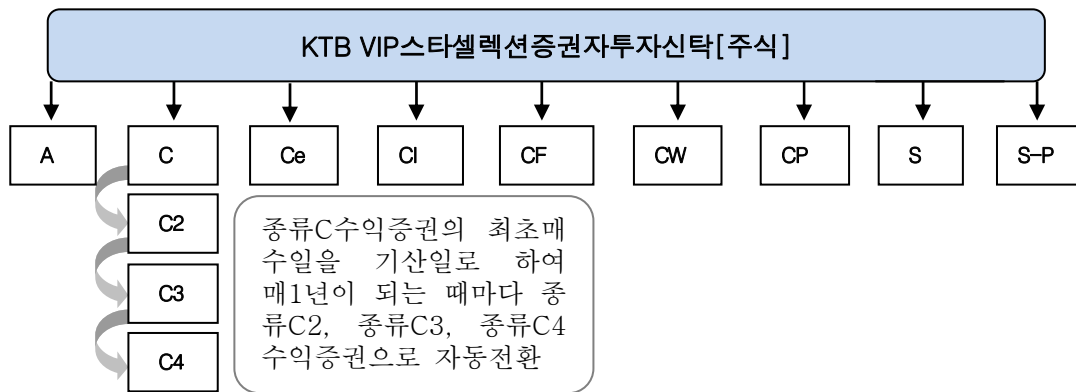 KTB VIP스타셀렉션증권자투자신탁[주식]
A
C
Ce
CI
CF
CW
CP
S
S-P
C2
C3
C4
종류C수익증권의 최초매
수일을 기산일로 하여
매1년이 되는 때마다 종
류C2, 종류C3, 종류C4
수익증권으로 자동전환